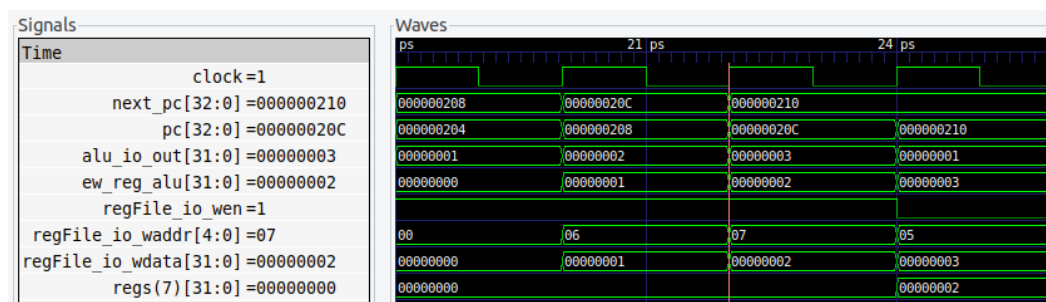 Signals Waves
Time ps 21 ps 24 ps
clock =1
next_pc[32:0] =000000210 000000208 00000020C 000000210
pc[32:0] =00000020C 000000204 000000208 00000020C 000000210
alu_io_out[31:0] =00000003 00000001 00000002 00000003 00000001
ew_reg_alu[31:0] =00000002 00000000 00000001 00000002 00000003
regFile_io_wen =1
regFile_io_waddr[4:0] =07 00 06 07 05
regFile_io_wdata[31:0] =00000002 00000000 00000001 00000002 00000003
regs(7)[31:0] =00000000 00000000 00000002